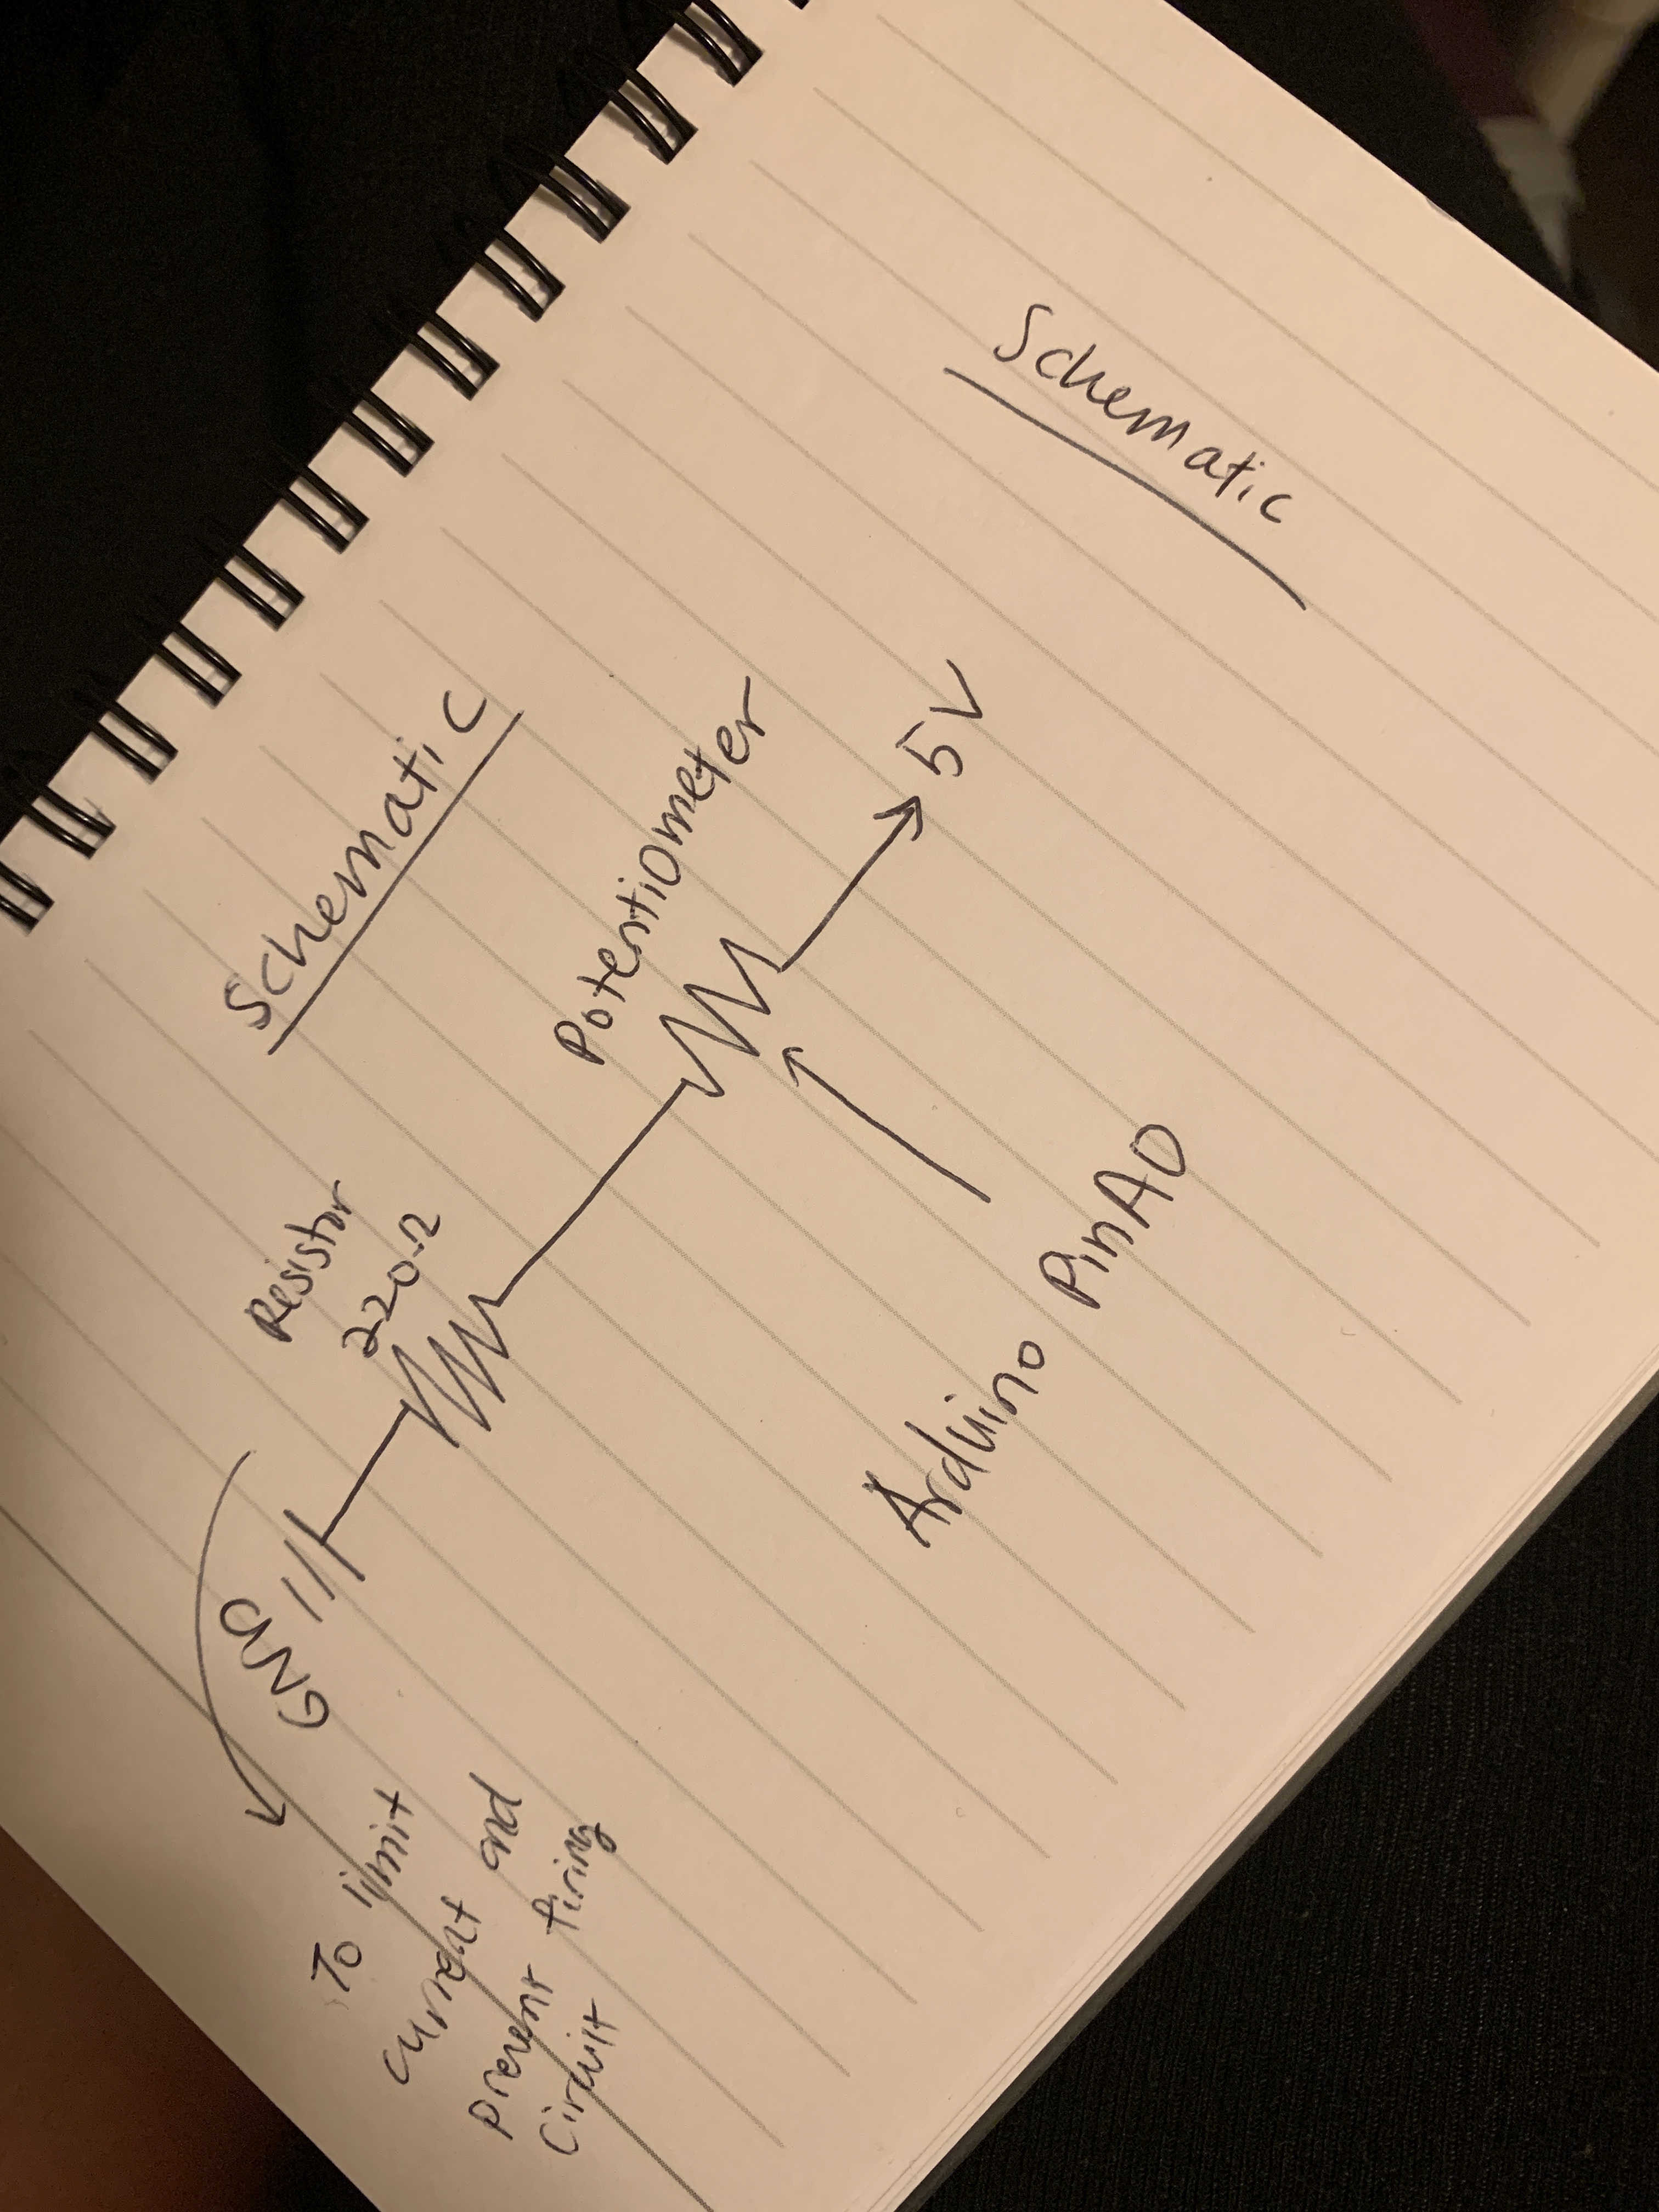 Schematic
Schematic
Potentiometer
5V
Resistor
220Ω
GND
Arduino PinA0
To limit
current and
prevent firing
Circuit